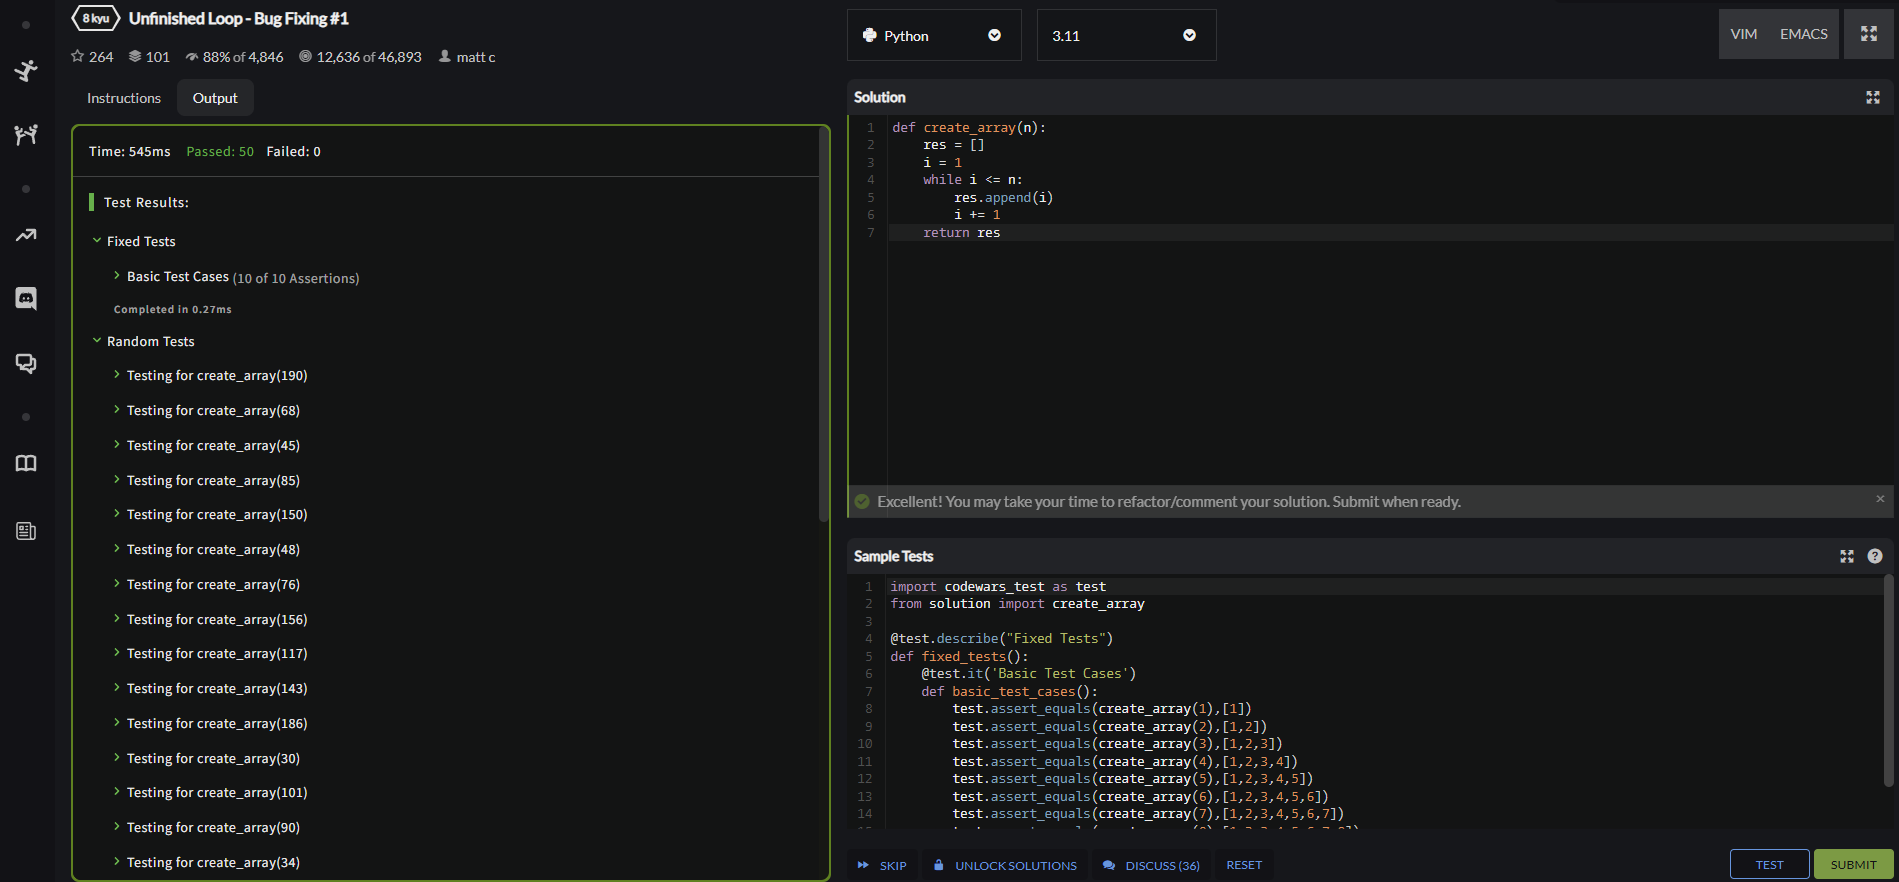 8 kyu Unfinished Loop - Bug Fixing #1
264 101 88% of 4,846 12,636 of 46,893 matt c
Instructions Output
Time: 545ms Passed: 50 Failed: 0
Test Results:
Fixed Tests
Basic Test Cases (10 of 10 Assertions)
Completed in 0.27ms
Random Tests
Testing for create_array(190)
Testing for create_array(68)
Testing for create_array(45)
Testing for create_array(85)
Testing for create_array(150)
Testing for create_array(48)
Testing for create_array(76)
Testing for create_array(156)
Testing for create_array(117)
Testing for create_array(143)
Testing for create_array(186)
Testing for create_array(30)
Testing for create_array(101)
Testing for create_array(90)
Testing for create_array(34)
Python 3.11 VIM EMACS
Solution
1 def create_array(n):
2     res = []
3     i = 1
4     while i <= n:
5         res.append(i)
6         i += 1
7     return res
Excellent! You may take your time to refactor/comment your solution. Submit when ready. ×
Sample Tests ?
1 import codewars_test as test
2 from solution import create_array
3
4 @test.describe("Fixed Tests")
5 def fixed_tests():
6     @test.it('Basic Test Cases')
7     def basic_test_cases():
8         test.assert_equals(create_array(1),[1])
9         test.assert_equals(create_array(2),[1,2])
10         test.assert_equals(create_array(3),[1,2,3])
11         test.assert_equals(create_array(4),[1,2,3,4])
12         test.assert_equals(create_array(5),[1,2,3,4,5])
13         test.assert_equals(create_array(6),[1,2,3,4,5,6])
14         test.assert_equals(create_array(7),[1,2,3,4,5,6,7])
SKIP UNLOCK SOLUTIONS DISCUSS (36) RESET TEST SUBMIT